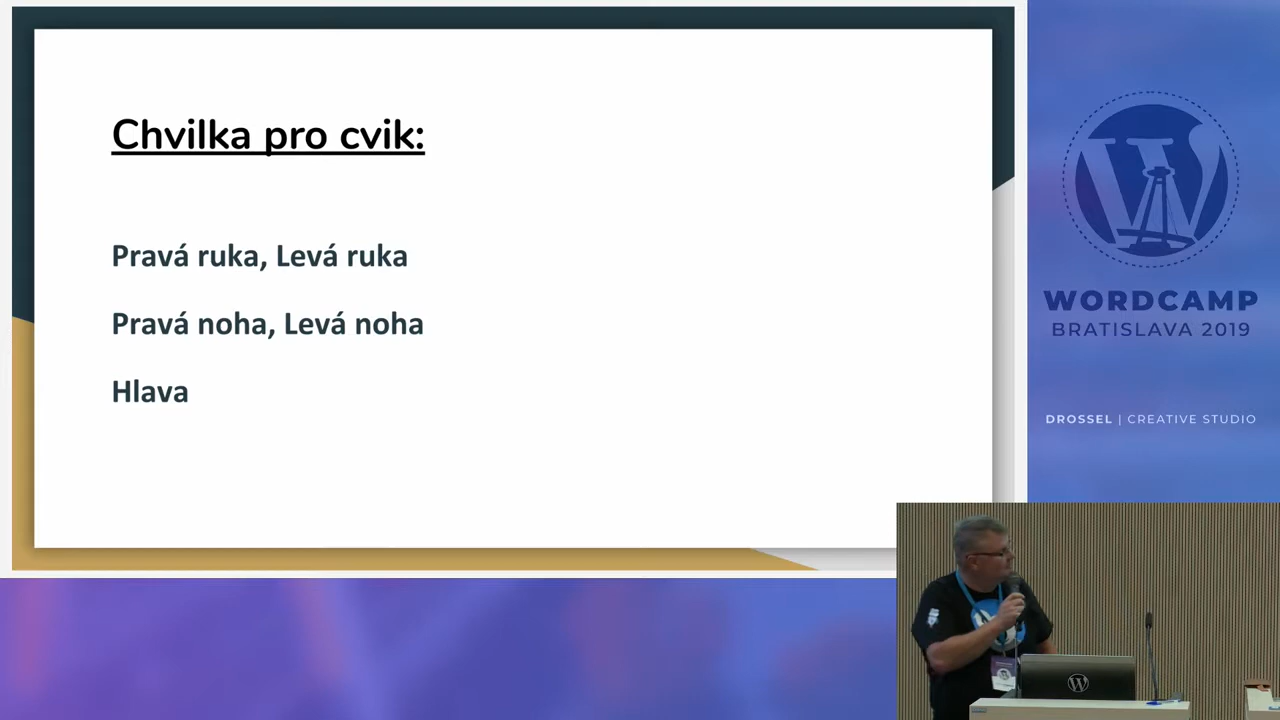 Chvilka pro cvik:
Pravá ruka, Levá ruka
Pravá noha, Levá noha
Hlava
WORDCAMP
BRATISLAVA 2019
DROSSEL | CREATIVE STUDIO